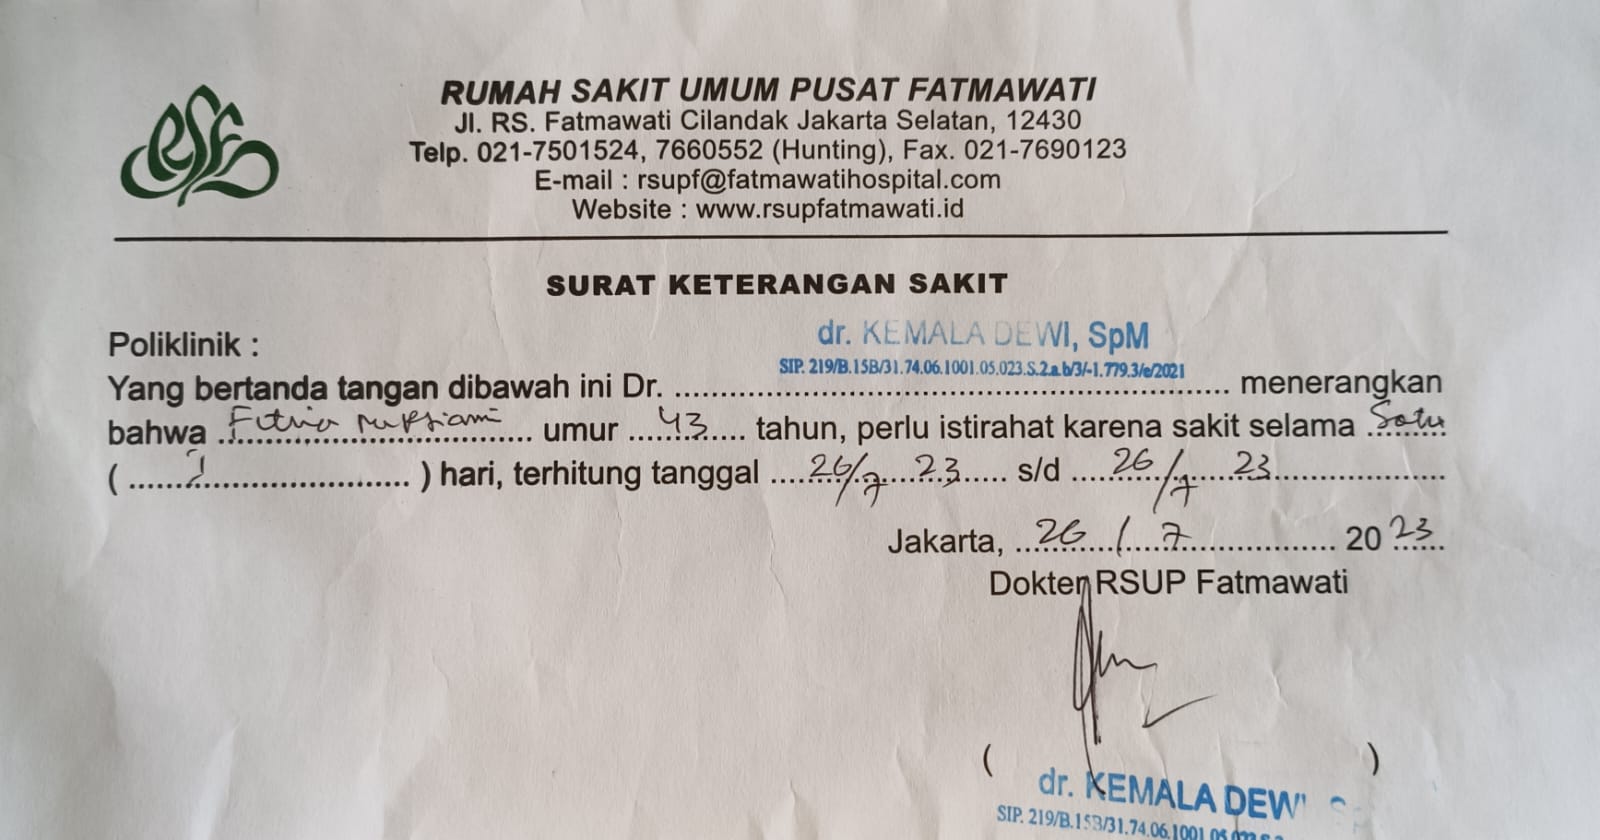 RSF
RUMAH SAKIT UMUM PUSAT FATMAWATI
Jl. RS. Fatmawati Cilandak Jakarta Selatan, 12430
Telp. 021-7501524, 7660552 (Hunting), Fax. 021-7690123
E-mail : rsupf@fatmawatihospital.com
Website : www.rsupfatmawati.id
SURAT KETERANGAN SAKIT
Poliklinik :
dr. KEMALA DEWI, SpM
SIP. 219/B.15B/31.74.06.1001.05.023.S.2.a.b/3/-1.779.3/e/2021
Yang bertanda tangan dibawah ini Dr. .......... menerangkan
bahwa Fitria umur 43 tahun, perlu istirahat karena sakit selama Satu
( 1 ) hari, terhitung tanggal 26/7 23 s/d 26/7 23
Jakarta, 26 / 7 2023
Dokter RSUP Fatmawati
( )
dr. KEMALA DEW
SIP. 219/B.15B/31.74.06.1001.05